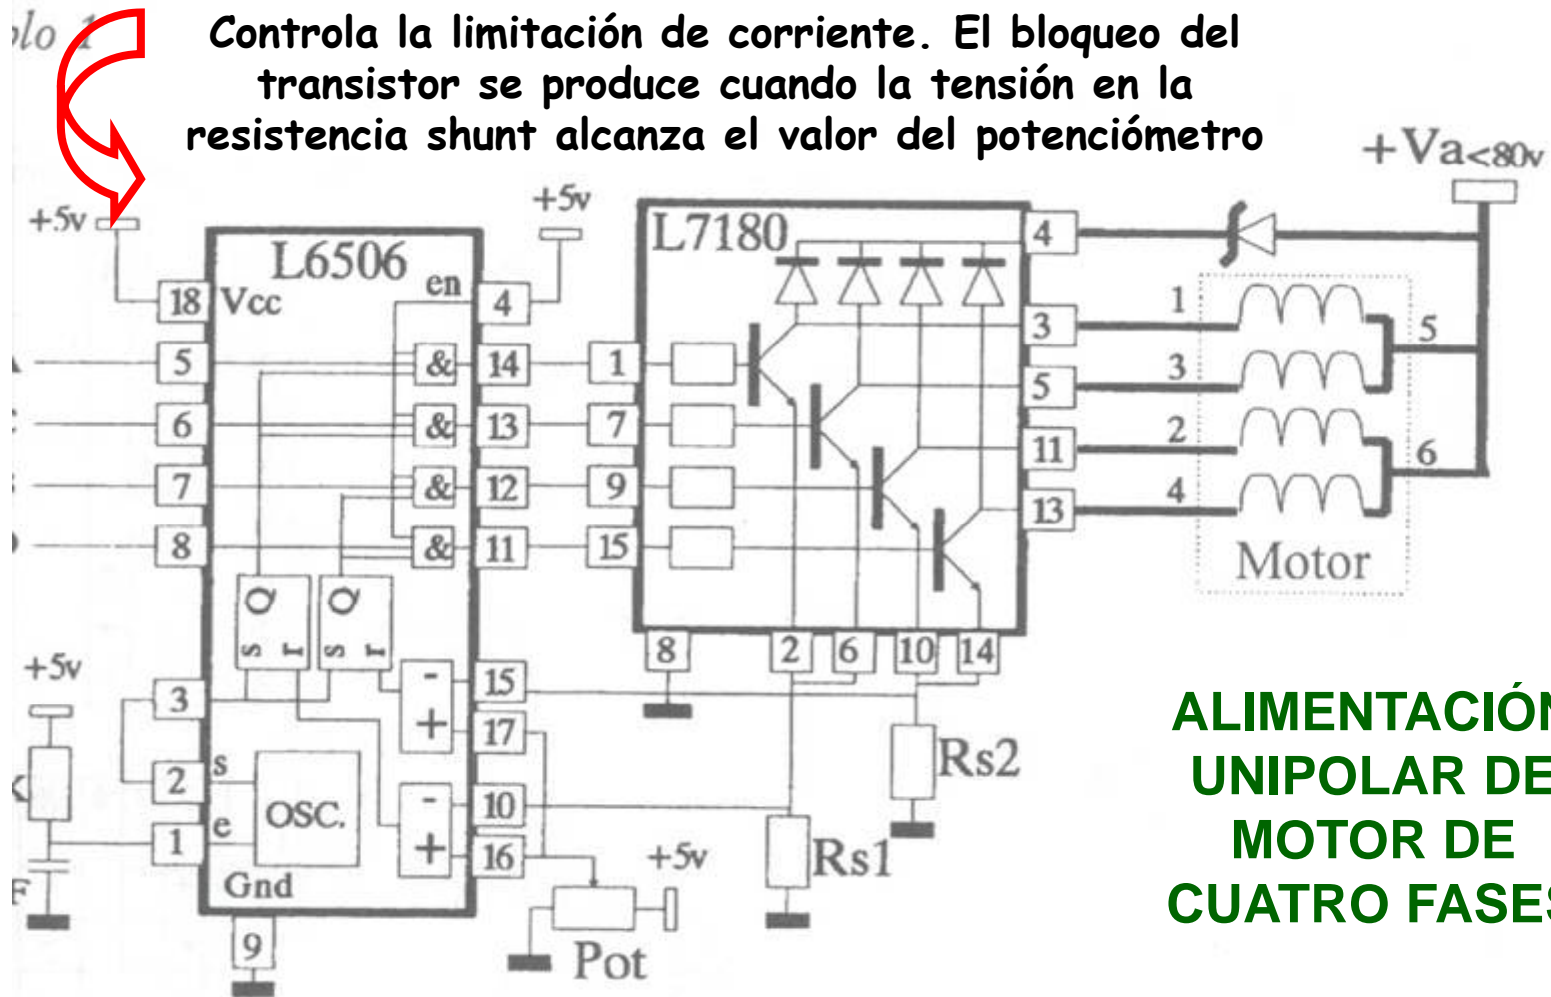 Controla la limitación de corriente. El bloqueo del
transistor se produce cuando la tensión en la
resistencia shunt alcanza el valor del potenciómetro
+Va<80v
+5v
+5v
L6506
L7180
18 Vcc
en 4
4
5 & 14
1
3
1
5
6 & 13
7
5
3
7 & 12
9
11
2
6
8 & 11
15
13
4
Motor
Q Q
s r s r
8 2 6 10 14
+5v
3
- 15
+ 17
Rs2
2 s
OSC.
1 e
- 10
+ 16
Rs1
+5v
F
Gnd
9
Pot
ALIMENTACIÓN
UNIPOLAR DE
MOTOR DE
CUATRO FASES